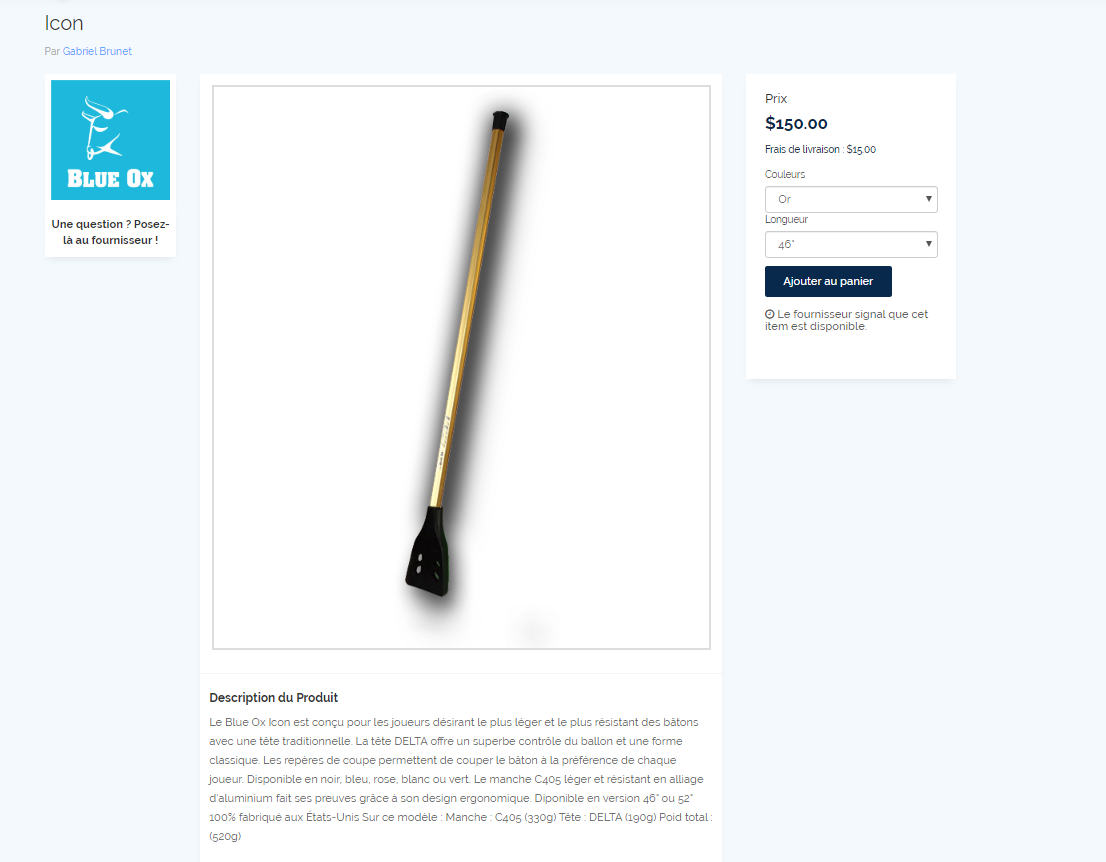 Icon
Par Gabriel Brunet
BLUE OX
Une question ? Posez-
là au fournisseur !
Prix
$150.00
Frais de livraison : $15.00
Couleurs
Or
Longueur
46"
Ajouter au panier
Le fournisseur signal que cet
item est disponible.
Description du Produit
Le Blue Ox Icon est conçu pour les joueurs désirant le plus léger et le plus résistant des bâtons
avec une tête traditionnelle. La tête DELTA offre un superbe contrôle du ballon et une forme
classique. Les repères de coupe permettent de couper le bâton à la préférence de chaque
joueur. Disponible en noir, bleu, rose, blanc ou vert. Le manche C405 léger et résistant en alliage
d'aluminium fait ses preuves grâce à son design ergonomique. Diponible en version 46" ou 52"
100% fabriqué aux États-Unis Sur ce modèle : Manche : C405 (330g) Tête : DELTA (190g) Poid total :
(520g)